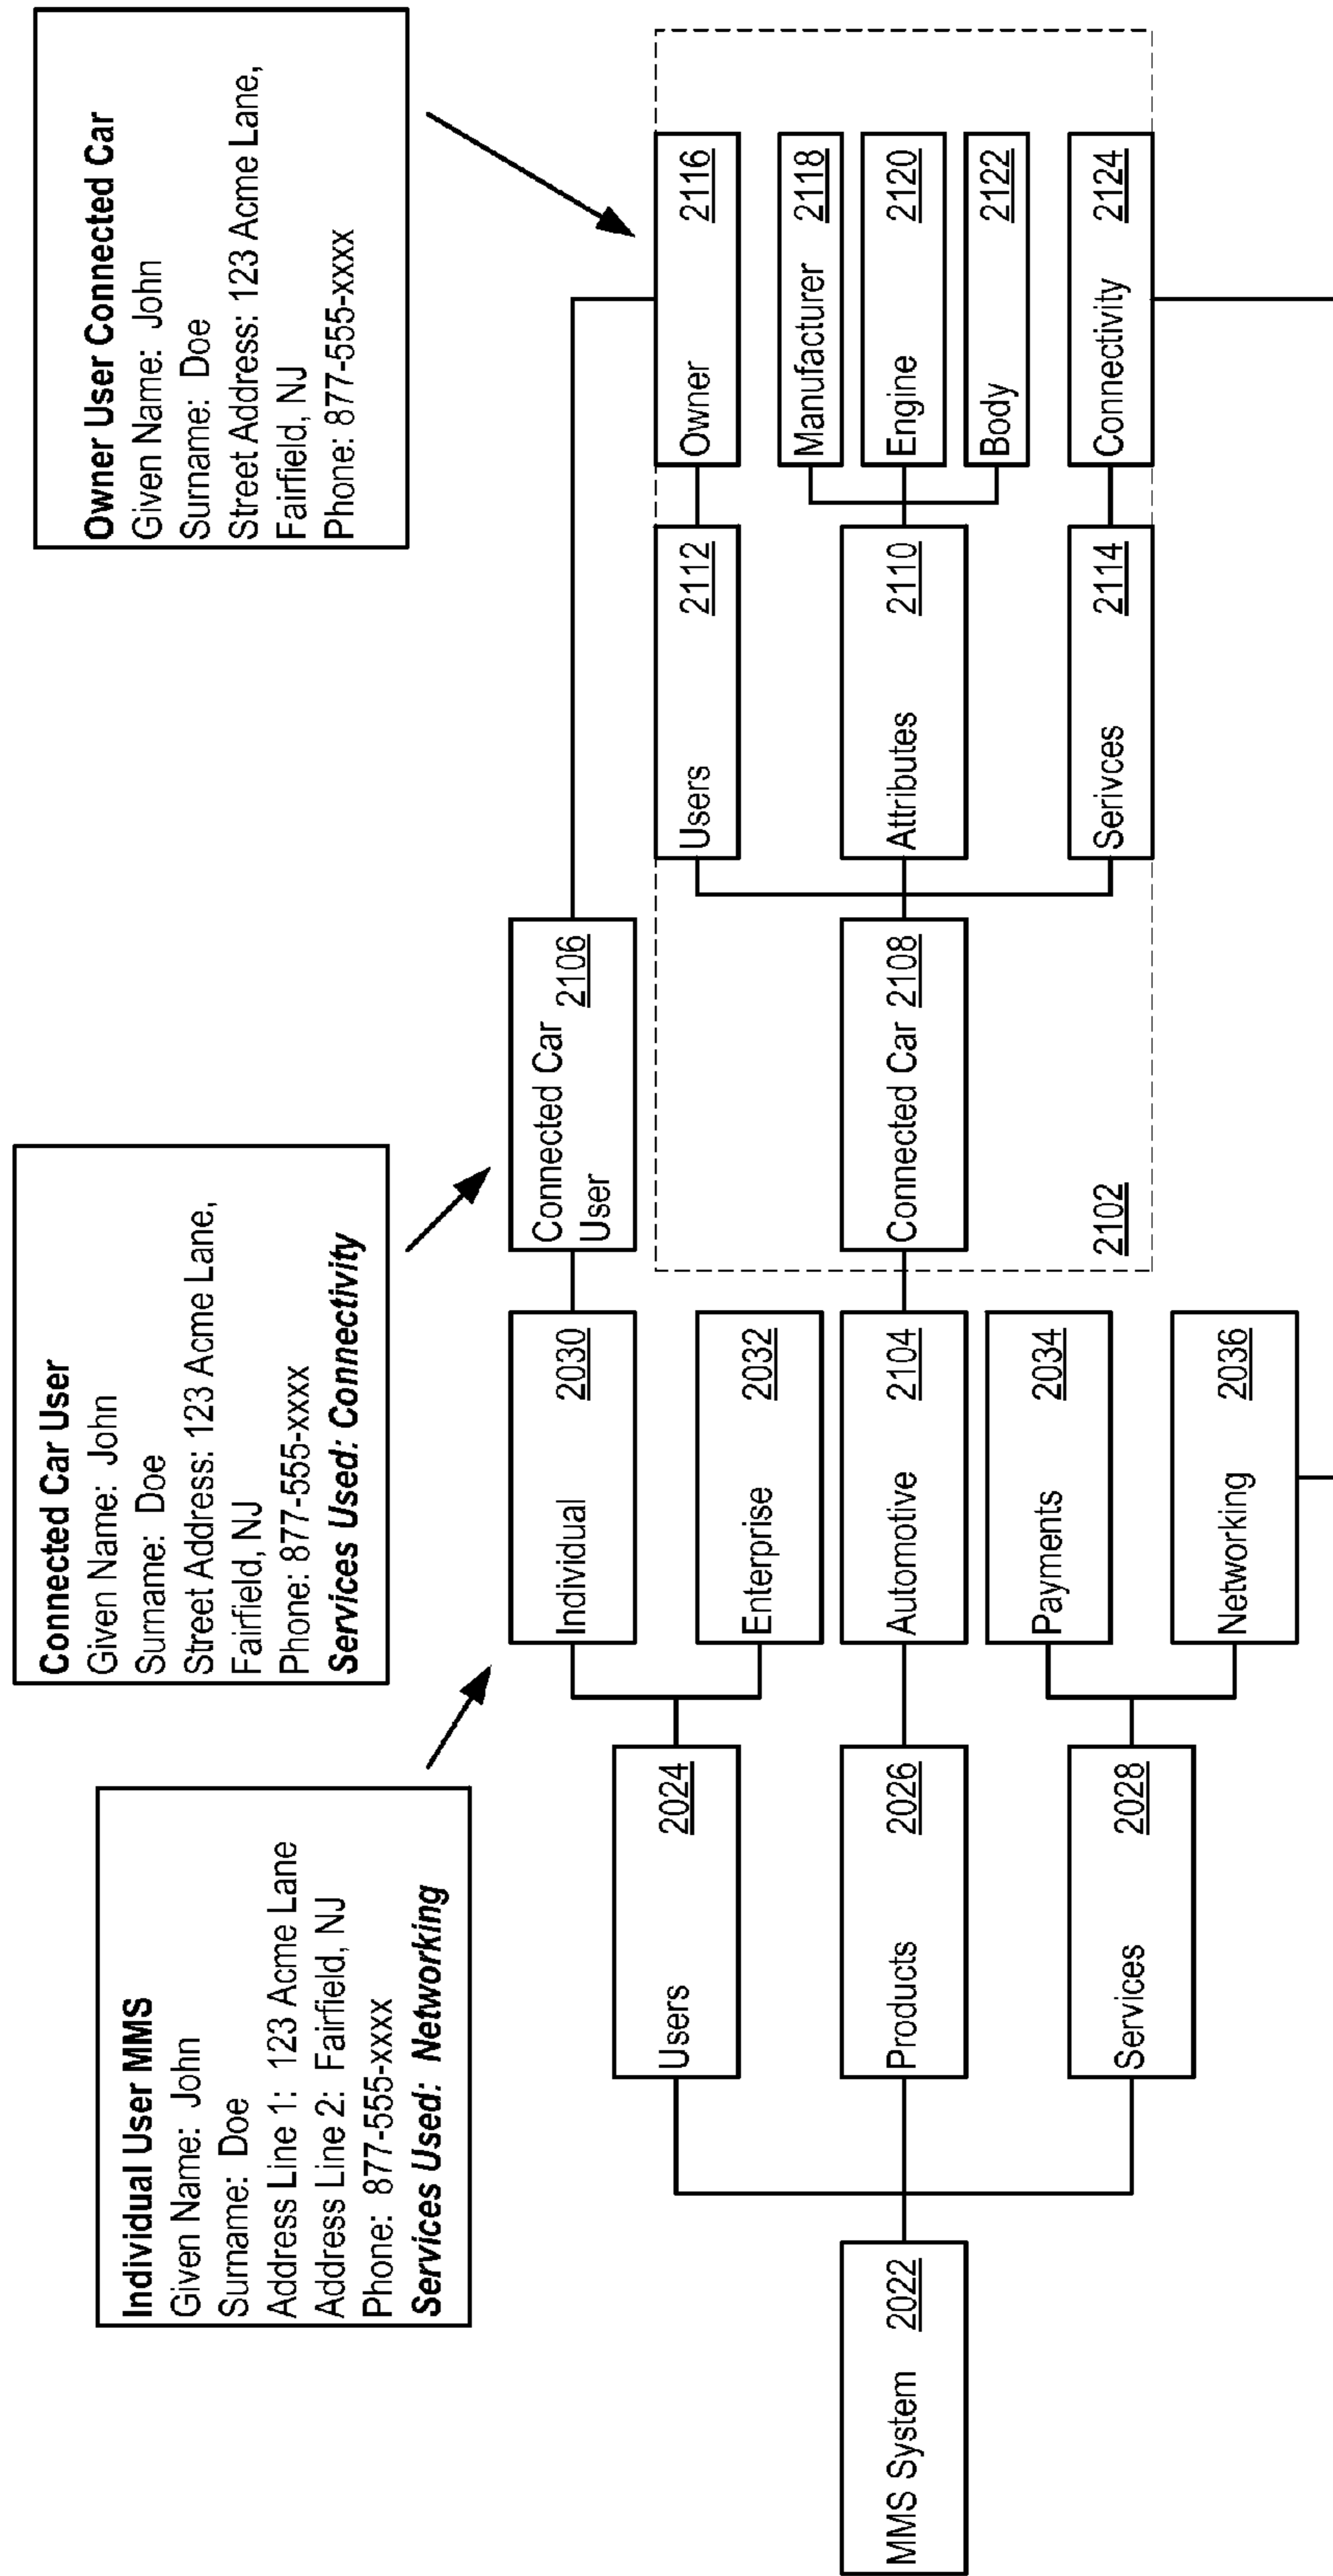 Individual User MMS
Given Name: John
Surname: Doe
Address Line 1: 123 Acme Lane
Address Line 2: Fairfield, NJ
Phone: 877-555-xxxx
Services Used: Networking
Connected Car User
Given Name: John
Surname: Doe
Street Address: 123 Acme Lane,
Fairfield, NJ
Phone: 877-555-xxxx
Services Used: Connectivity
Owner User Connected Car
Given Name: John
Surname: Doe
Street Address: 123 Acme Lane,
Fairfield, NJ
Phone: 877-555-xxxx
MMS System 2022
Users 2024
Products 2026
Services 2028
Individual 2030
Enterprise 2032
Automotive 2104
Payments 2034
Networking 2036
Connected Car
User 2106
Connected Car 2108
2102
Users 2112
Attributes 2110
Serivces 2114
Owner 2116
Manufacturer 2118
Engine 2120
Body 2122
Connectivity 2124